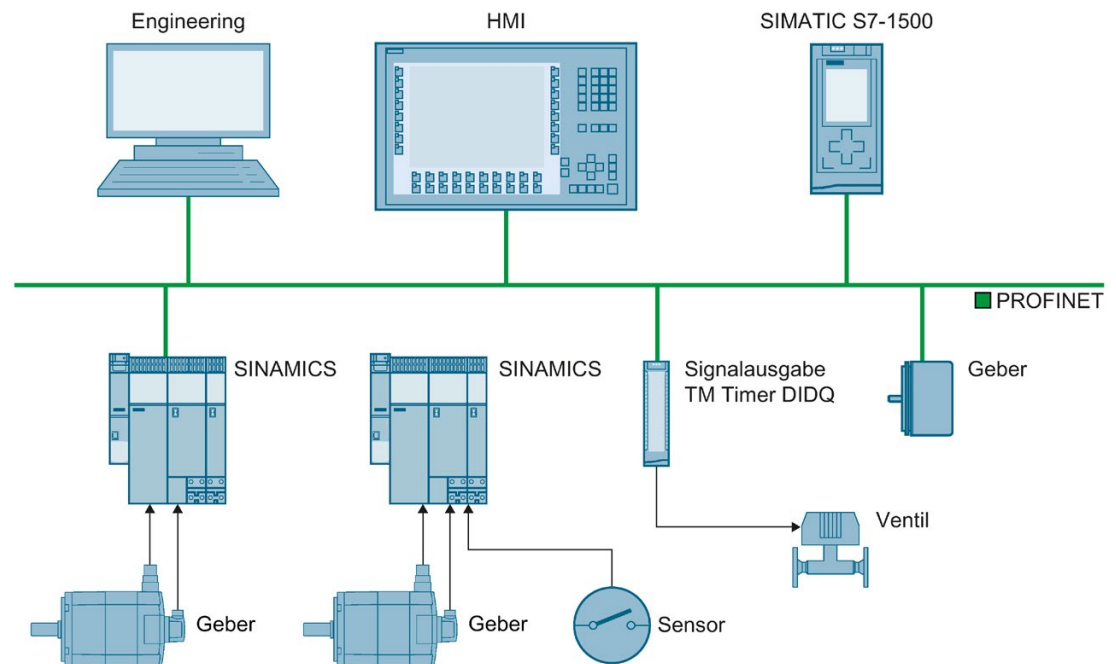 Engineering
HMI
SIMATIC S7-1500
PROFINET
SINAMICS
SINAMICS
Signalausgabe
TM Timer DIDQ
Geber
Ventil
Geber
Geber
Sensor